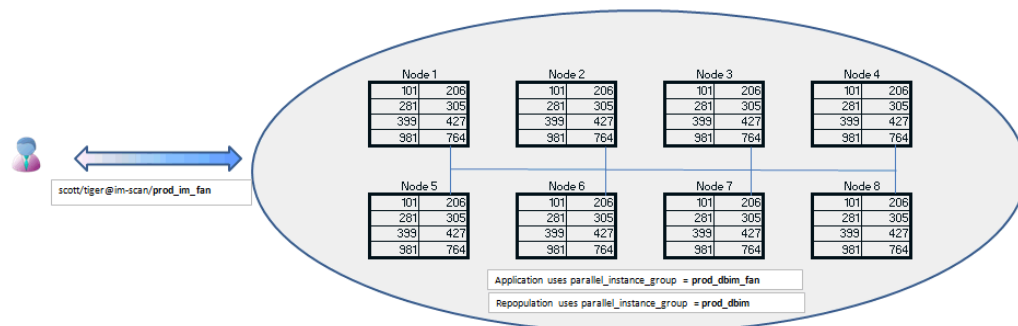 Node 1 Node 2 Node 3 Node 4
101 206 101 206 101 206 101 206
281 305 281 305 281 305 281 305
399 427 399 427 399 427 399 427
981 764 981 764 981 764 981 764
scott/tiger@im-scan/prod_im_fan
Node 5 Node 6 Node 7 Node 8
101 206 101 206 101 206 101 206
281 305 281 305 281 305 281 305
399 427 399 427 399 427 399 427
981 764 981 764 981 764 981 764
Application uses parallel_instance_group = prod_dbim_fan
Repopulation uses parallel_instance_group = prod_dbim